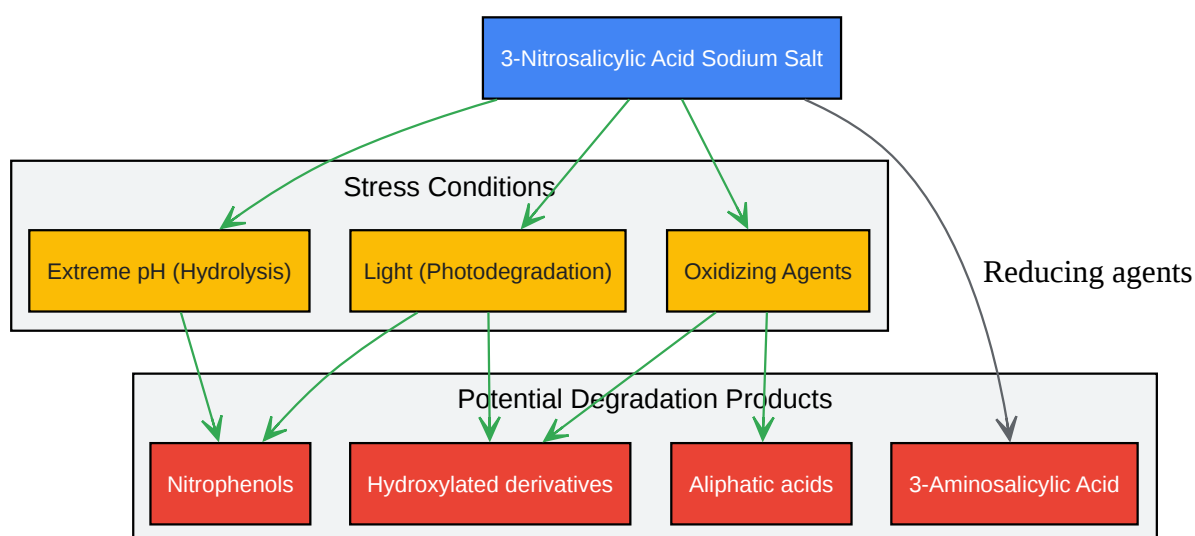 3-Nitrosalicylic Acid Sodium Salt
Stress Conditions
Extreme pH (Hydrolysis)
Light (Photodegradation)
Oxidizing Agents
Reducing agents
Potential Degradation Products
Nitrophenols
Hydroxylated derivatives
Aliphatic acids
3-Aminosalicylic Acid